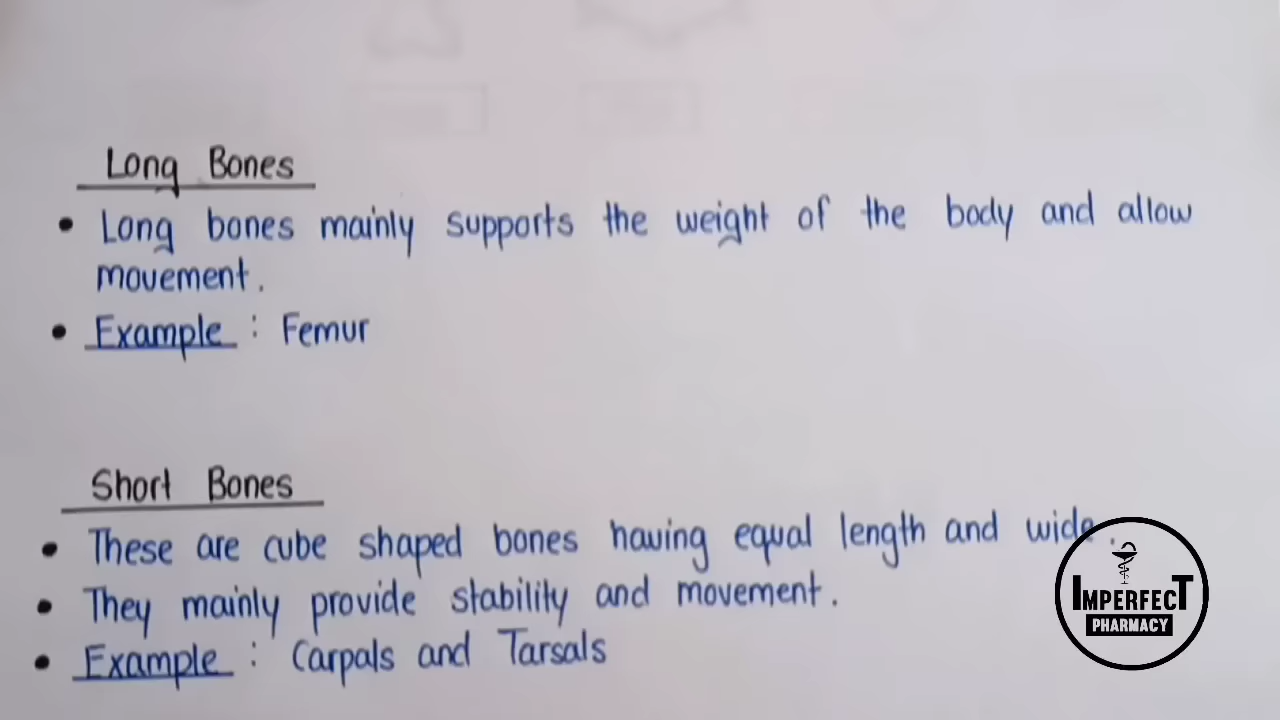 Long Bones
• Long bones mainly supports the weight of the body and allow
movement.
• Example : Femur
Short Bones
• These are cube shaped bones having equal length and wide.
• They mainly provide stability and movement.
• Example : Carpals and Tarsals
IMPERFECT
PHARMACY